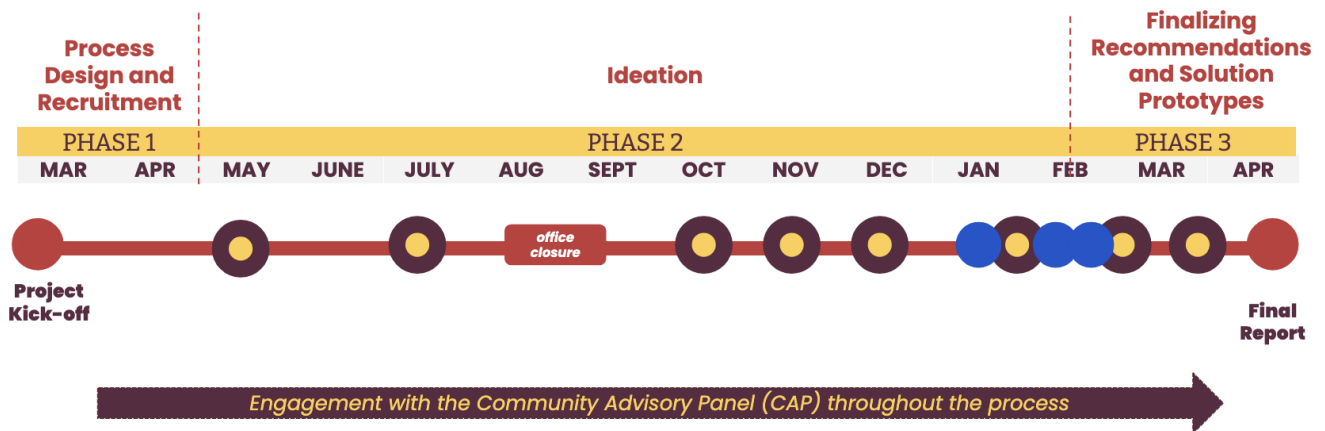 Process
Design and
Recruitment
Ideation
Finalizing
Recommendations
and Solution
Prototypes
PHASE 1
PHASE 2
PHASE 3
MAR APR MAY JUNE JULY AUG SEPT OCT NOV DEC JAN FEB MAR APR
office
closure
Project
Kick-off
Final
Report
Engagement with the Community Advisory Panel (CAP) throughout the process